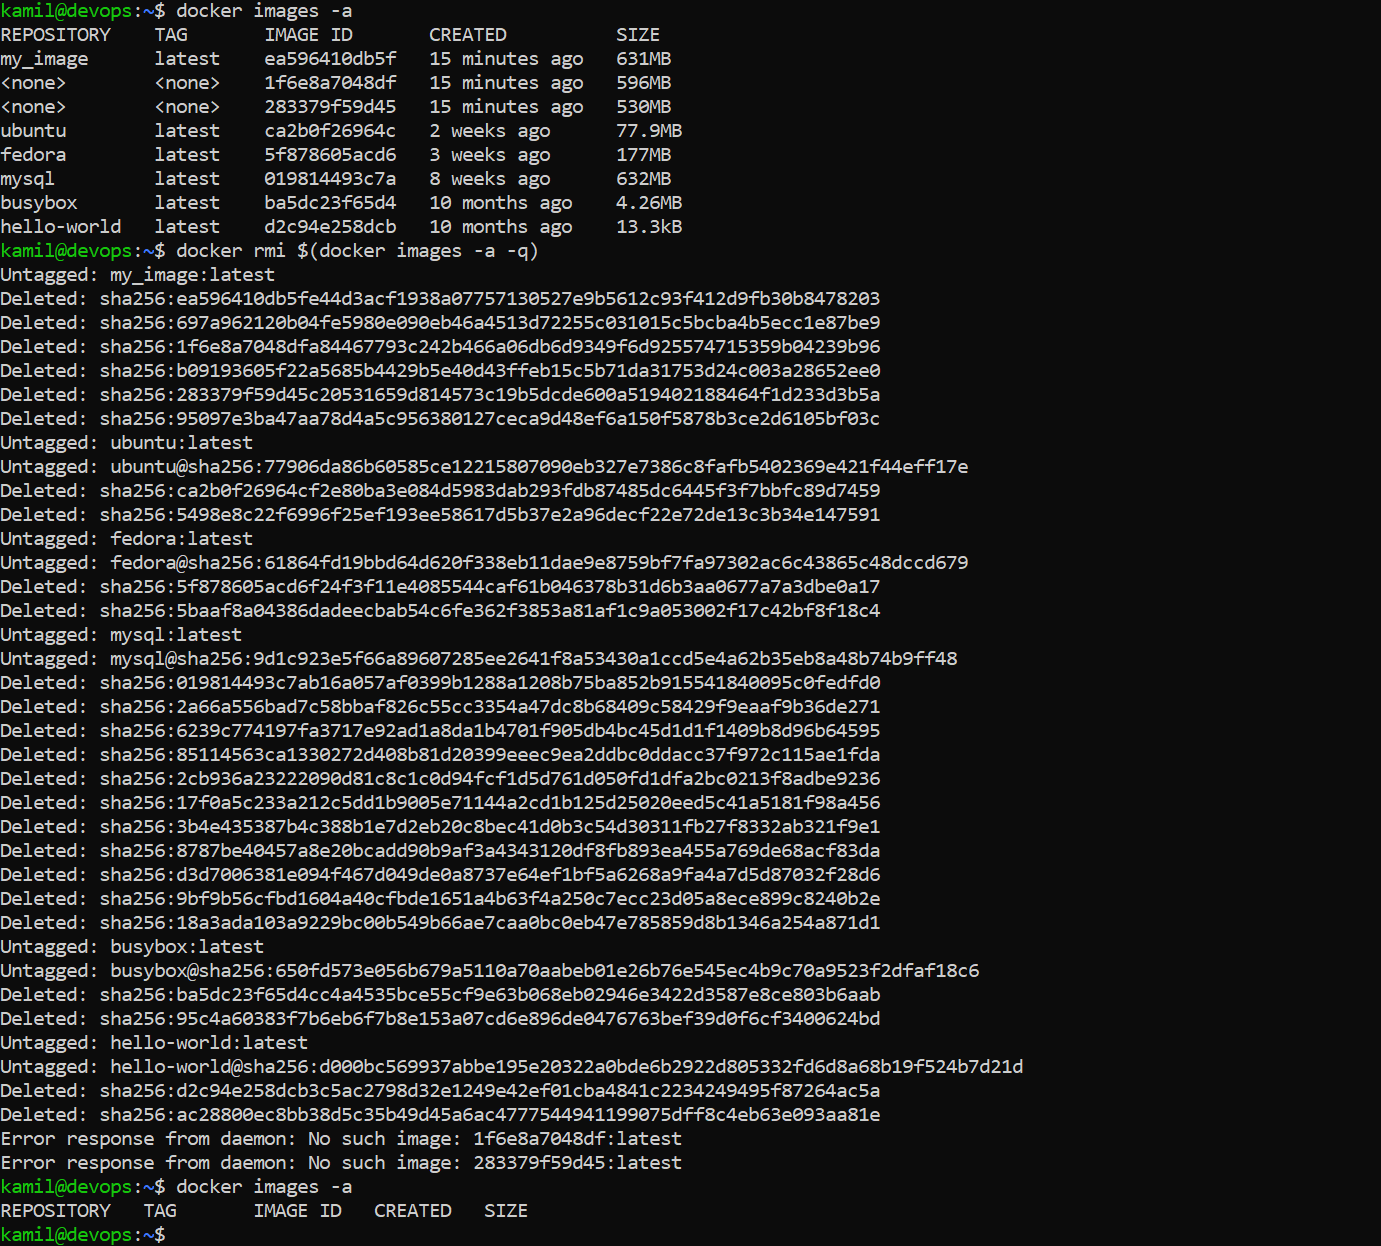 kamil@devops:~$ docker images -a
REPOSITORY    TAG       IMAGE ID       CREATED          SIZE
my_image      latest    ea596410db5f   15 minutes ago   631MB
<none>        <none>    1f6e8a7048df   15 minutes ago   596MB
<none>        <none>    283379f59d45   15 minutes ago   530MB
ubuntu        latest    ca2b0f26964c   2 weeks ago      77.9MB
fedora        latest    5f878605acd6   3 weeks ago      177MB
mysql         latest    019814493c7a   8 weeks ago      632MB
busybox       latest    ba5dc23f65d4   10 months ago    4.26MB
hello-world   latest    d2c94e258dcb   10 months ago    13.3kB
kamil@devops:~$ docker rmi $(docker images -a -q)
Untagged: my_image:latest
Deleted: sha256:ea596410db5fe44d3acf1938a07757130527e9b5612c93f412d9fb30b8478203
Deleted: sha256:697a962120b04fe5980e090eb46a4513d72255c031015c5bcba4b5ecc1e87be9
Deleted: sha256:1f6e8a7048dfa84467793c242b466a06db6d9349f6d925574715359b04239b96
Deleted: sha256:b09193605f22a5685b4429b5e40d43ffeb15c5b71da31753d24c003a28652ee0
Deleted: sha256:283379f59d45c20531659d814573c19b5dcde600a519402188464f1d233d3b5a
Deleted: sha256:95097e3ba47aa78d4a5c956380127ceca9d48ef6a150f5878b3ce2d6105bf03c
Untagged: ubuntu:latest
Untagged: ubuntu@sha256:77906da86b60585ce12215807090eb327e7386c8fafb5402369e421f44eff17e
Deleted: sha256:ca2b0f26964cf2e80ba3e084d5983dab293fdb87485dc6445f3f7bbfc89d7459
Deleted: sha256:5498e8c22f6996f25ef193ee58617d5b37e2a96decf22e72de13c3b34e147591
Untagged: fedora:latest
Untagged: fedora@sha256:61864fd19bbd64d620f338eb11dae9e8759bf7fa97302ac6c43865c48dccd679
Deleted: sha256:5f878605acd6f24f3f11e4085544caf61b046378b31d6b3aa0677a7a3dbe0a17
Deleted: sha256:5baaf8a04386dadeecbab54c6fe362f3853a81af1c9a053002f17c42bf8f18c4
Untagged: mysql:latest
Untagged: mysql@sha256:9d1c923e5f66a89607285ee2641f8a53430a1ccd5e4a62b35eb8a48b74b9ff48
Deleted: sha256:019814493c7ab16a057af0399b1288a1208b75ba852b915541840095c0fedfd0
Deleted: sha256:2a66a556bad7c58bbaf826c55cc3354a47dc8b68409c58429f9eaaf9b36de271
Deleted: sha256:6239c774197fa3717e92ad1a8da1b4701f905db4bc45d1d1f1409b8d96b64595
Deleted: sha256:85114563ca1330272d408b81d20399eeec9ea2ddbc0ddacc37f972c115ae1fda
Deleted: sha256:2cb936a23222090d81c8c1c0d94fcf1d5d761d050fd1dfa2bc0213f8adbe9236
Deleted: sha256:17f0a5c233a212c5dd1b9005e71144a2cd1b125d25020eed5c41a5181f98a456
Deleted: sha256:3b4e435387b4c388b1e7d2eb20c8bec41d0b3c54d30311fb27f8332ab321f9e1
Deleted: sha256:8787be40457a8e20bcadd90b9af3a4343120df8fb893ea455a769de68acf83da
Deleted: sha256:d3d7006381e094f467d049de0a8737e64ef1bf5a6268a9fa4a7d5d87032f28d6
Deleted: sha256:9bf9b56cfbd1604a40cfbde1651a4b63f4a250c7ecc23d05a8ece899c8240b2e
Deleted: sha256:18a3ada103a9229bc00b549b66ae7caa0bc0eb47e785859d8b1346a254a871d1
Untagged: busybox:latest
Untagged: busybox@sha256:650fd573e056b679a5110a70aabeb01e26b76e545ec4b9c70a9523f2dfaf18c6
Deleted: sha256:ba5dc23f65d4cc4a4535bce55cf9e63b068eb02946e3422d3587e8ce803b6aab
Deleted: sha256:95c4a60383f7b6eb6f7b8e153a07cd6e896de0476763bef39d0f6cf3400624bd
Untagged: hello-world:latest
Untagged: hello-world@sha256:d000bc569937abbe195e20322a0bde6b2922d805332fd6d8a68b19f524b7d21d
Deleted: sha256:d2c94e258dcb3c5ac2798d32e1249e42ef01cba4841c2234249495f87264ac5a
Deleted: sha256:ac28800ec8bb38d5c35b49d45a6ac4777544941199075dff8c4eb63e093aa81e
Error response from daemon: No such image: 1f6e8a7048df:latest
Error response from daemon: No such image: 283379f59d45:latest
kamil@devops:~$ docker images -a
REPOSITORY   TAG       IMAGE ID   CREATED   SIZE
kamil@devops:~$